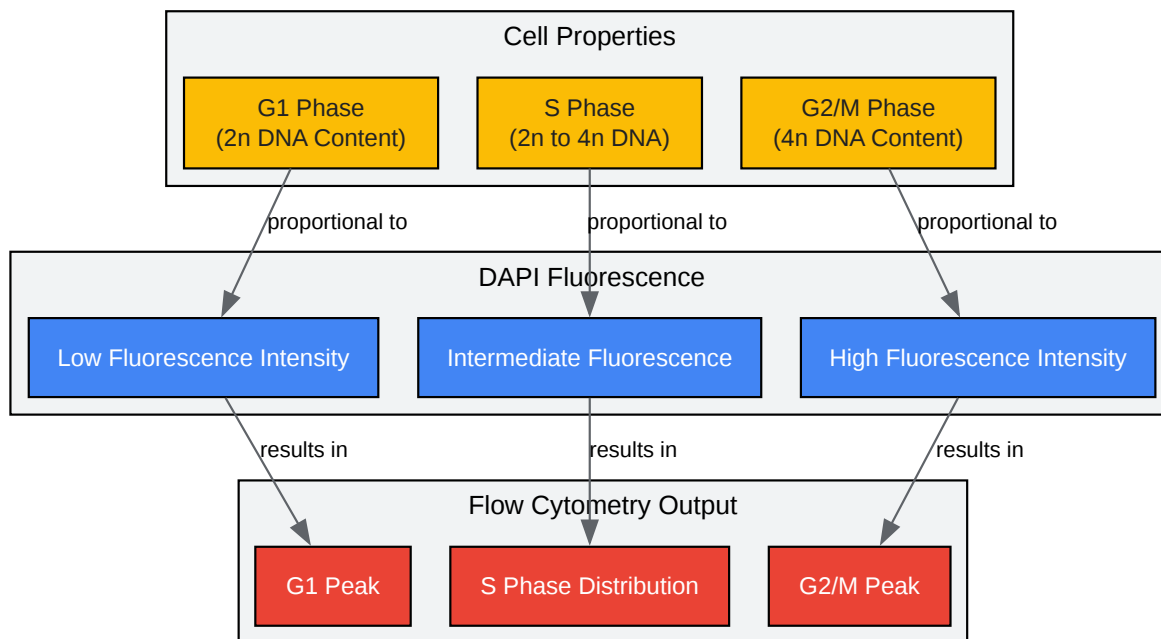 Cell Properties
G1 Phase
(2n DNA Content)
S Phase
(2n to 4n DNA)
G2/M Phase
(4n DNA Content)
proportional to
proportional to
proportional to
DAPI Fluorescence
Low Fluorescence Intensity
Intermediate Fluorescence
High Fluorescence Intensity
results in
results in
results in
Flow Cytometry Output
G1 Peak
S Phase Distribution
G2/M Peak